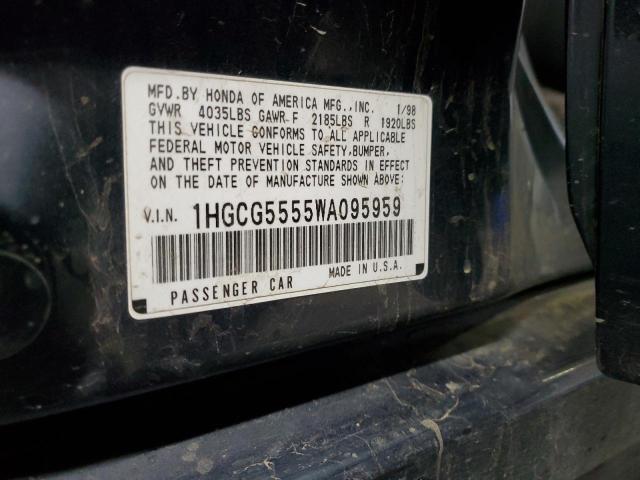 MFD. BY HONDA OF AMERICA MFG., INC. 1/98
GVWR 4035LBS GAWR F 2185LBS R 1920LBS
THIS VEHICLE CONFORMS TO ALL APPLICABLE
FEDERAL MOTOR VEHICLE SAFETY, BUMPER,
AND THEFT PREVENTION STANDARDS IN EFFECT
ON THE DATE OF MANUFACTURE SHOWN ABOVE:
V.I.N. 1HGCG5555WA095959
PASSENGER CAR MADE IN U.S.A.